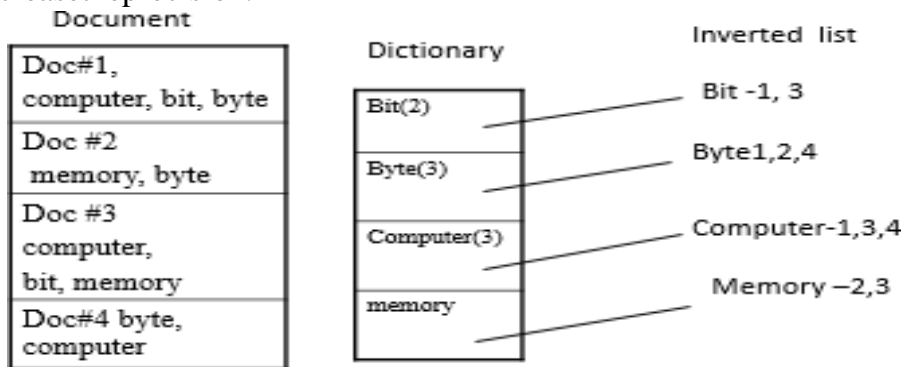 Document
Doc#1,
computer, bit, byte
Doc #2
memory, byte
Doc #3
computer,
bit, memory
Doc#4 byte,
computer
Dictionary
Bit(2)
Byte(3)
Computer(3)
memory
Inverted list
Bit -1, 3
Byte1,2,4
Computer-1,3,4
Memory –2,3